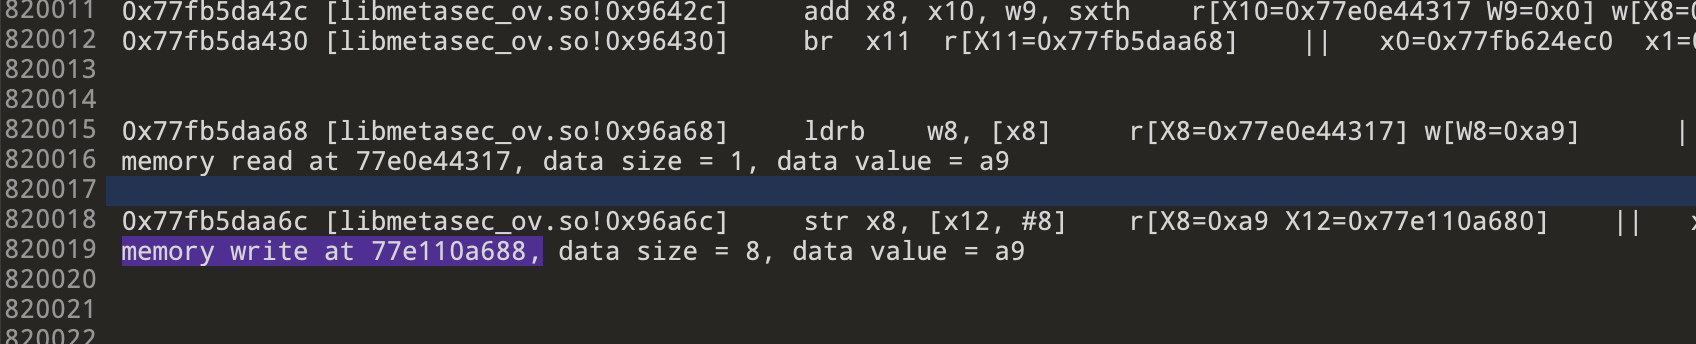 820011 0x77fb5da42c [libmetasec_ov.so!0x9642c] add x8, x10, w9, sxth r[X10=0x77e0e44317 W9=0x0] w[X8=0
820012 0x77fb5da430 [libmetasec_ov.so!0x96430] br x11 r[X11=0x77fb5daa68] || x0=0x77fb624ec0 x1=
820013
820014
820015 0x77fb5daa68 [libmetasec_ov.so!0x96a68] ldrb w8, [x8] r[X8=0x77e0e44317] w[W8=0xa9] |
820016 memory read at 77e0e44317, data size = 1, data value = a9
820017
820018 0x77fb5daa6c [libmetasec_ov.so!0x96a6c] str x8, [x12, #8] r[X8=0xa9 X12=0x77e110a680] ||
820019 memory write at 77e110a688, data size = 8, data value = a9
820020
820021
820022